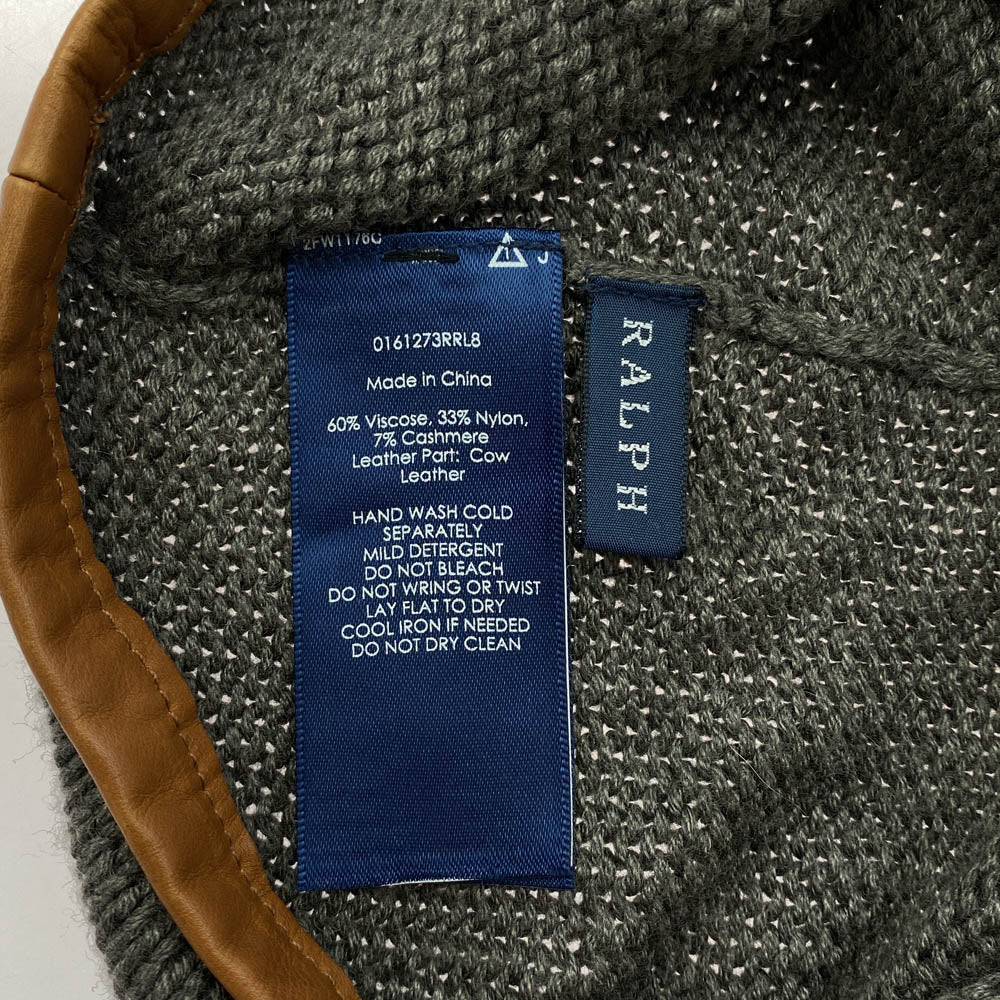 2FW1176G
1 J
0161273RRL8
Made in China
60% Viscose, 33% Nylon,
7% Cashmere
Leather Part: Cow
Leather
HAND WASH COLD
SEPARATELY
MILD DETERGENT
DO NOT BLEACH
DO NOT WRING OR TWIST
LAY FLAT TO DRY
COOL IRON IF NEEDED
DO NOT DRY CLEAN
RALPH